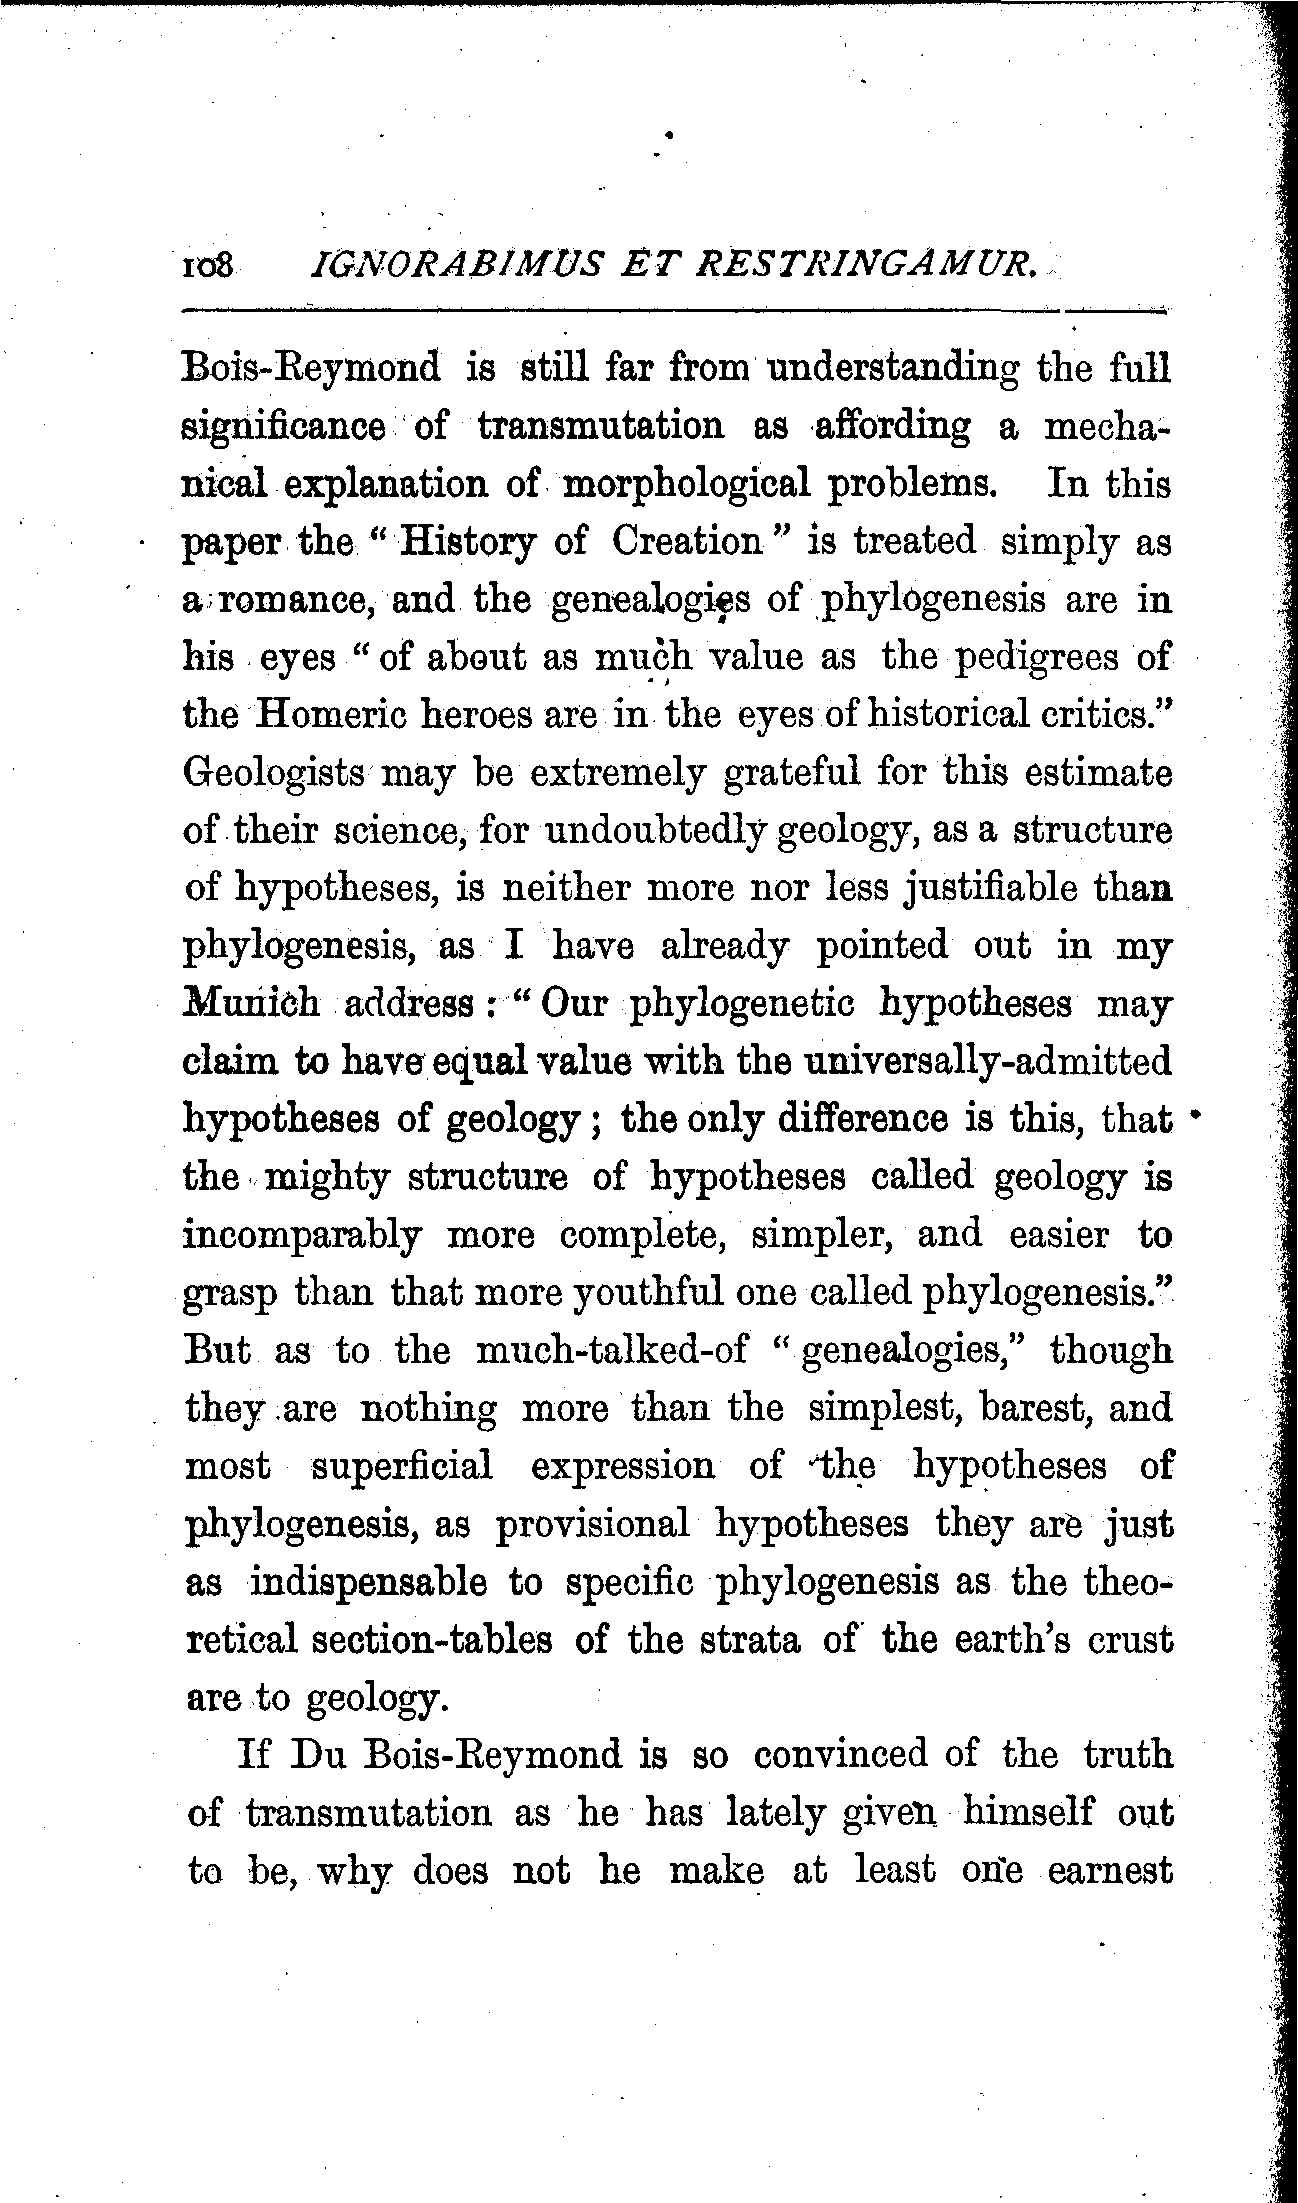 108 IGNORABIMUS ET RESTRINGAMUR.
Bois-Reymond is still far from understanding the full
significance of transmutation as affording a mecha-
nical explanation of morphological problems. In this
paper the “ History of Creation ” is treated simply as
a romance, and the genealogies of phylogenesis are in
his eyes “ of about as much value as the pedigrees of
the Homeric heroes are in the eyes of historical critics.”
Geologists may be extremely grateful for this estimate
of their science, for undoubtedly geology, as a structure
of hypotheses, is neither more nor less justifiable than
phylogenesis, as I have already pointed out in my
Munich address : “ Our phylogenetic hypotheses may
claim to have equal value with the universally-admitted
hypotheses of geology ; the only difference is this, that
the mighty structure of hypotheses called geology is
incomparably more complete, simpler, and easier to
grasp than that more youthful one called phylogenesis.”
But as to the much-talked-of “ genealogies,” though
they are nothing more than the simplest, barest, and
most superficial expression of the hypotheses of
phylogenesis, as provisional hypotheses they are just
as indispensable to specific phylogenesis as the theo-
retical section-tables of the strata of the earth’s crust
are to geology.
If Du Bois-Reymond is so convinced of the truth
of transmutation as he has lately given himself out
to be, why does not he make at least one earnest